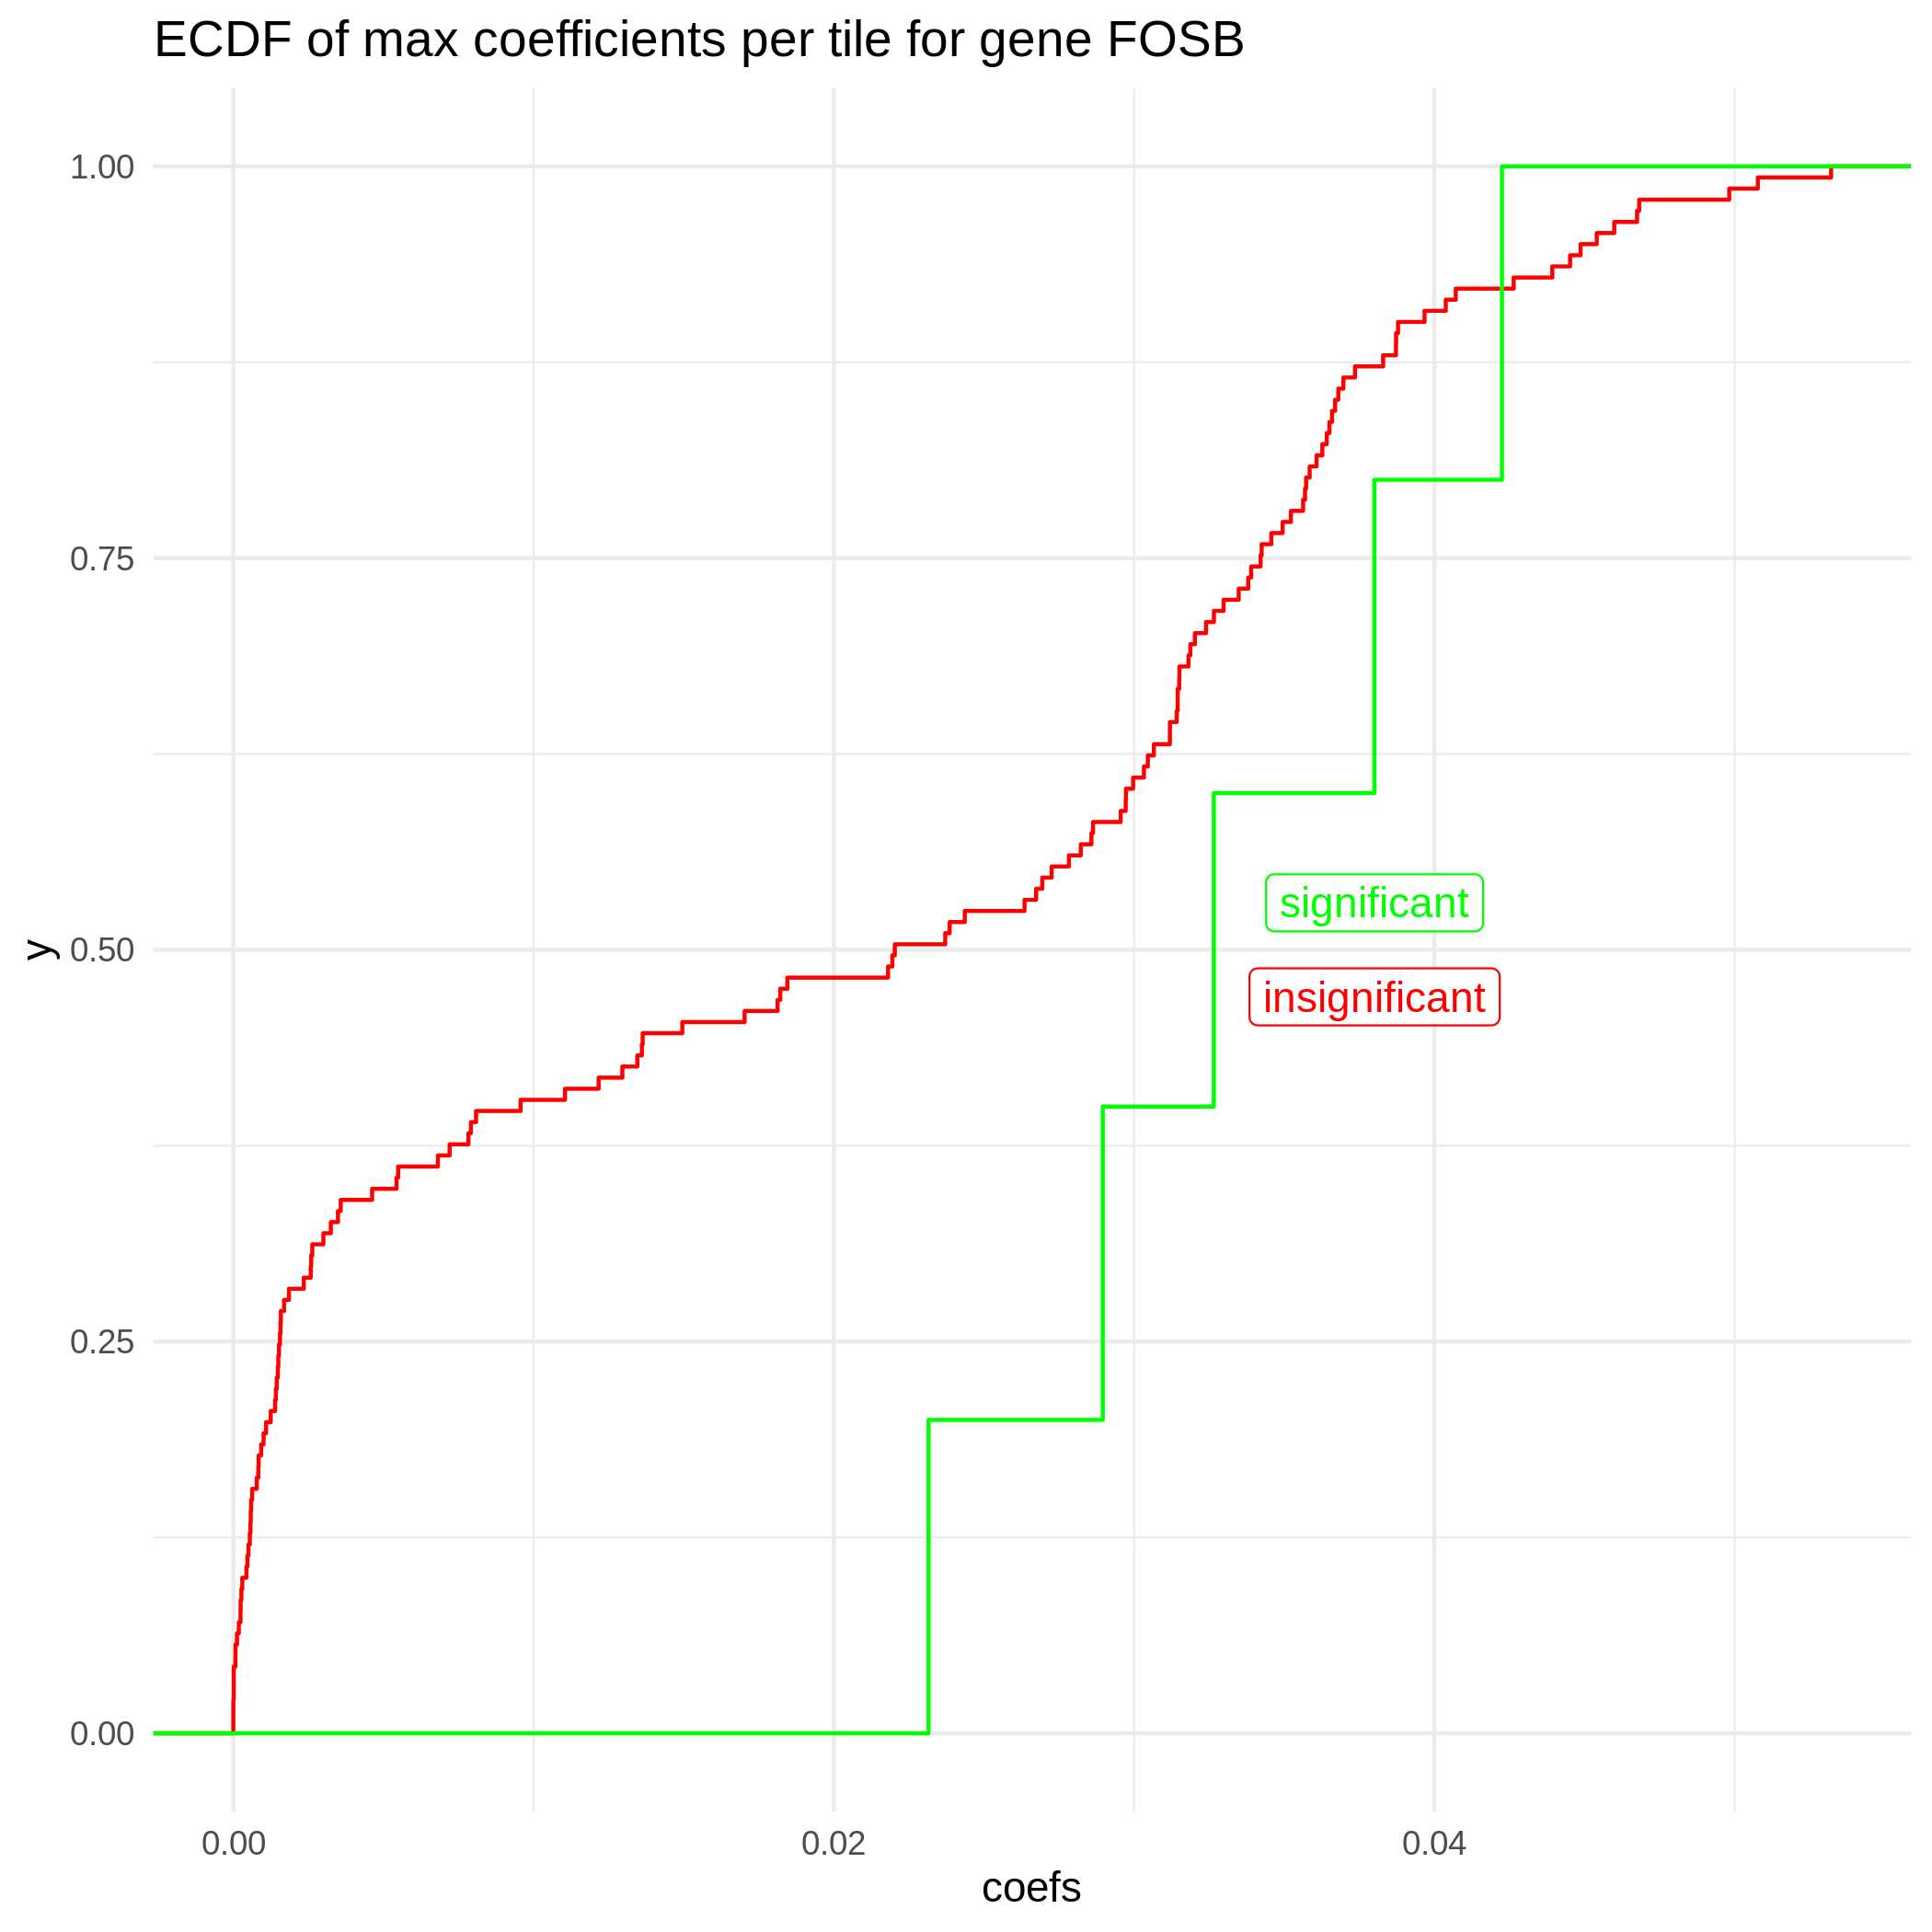 ECDF of max coefficients per tile for gene FOSB
1.00
0.75
0.50
0.25
0.00
y
significant
insignificant
0.00 0.02 0.04
coefs